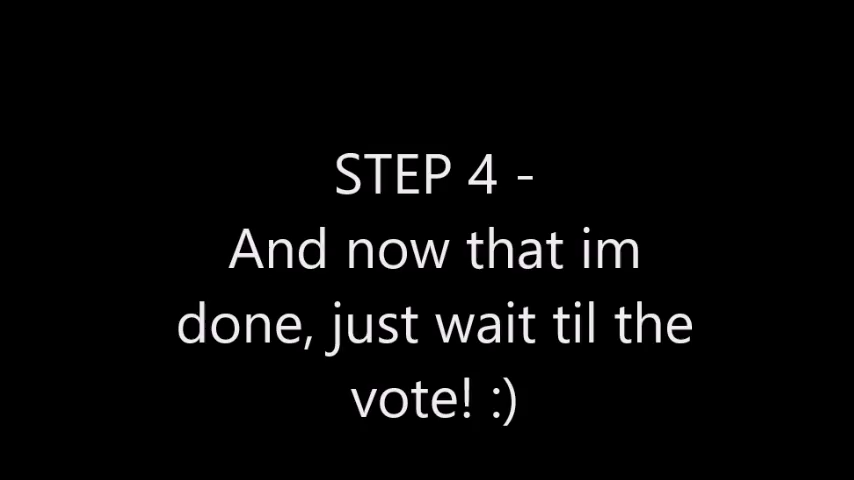 STEP 4 -
And now that im
done, just wait til the
vote! :)